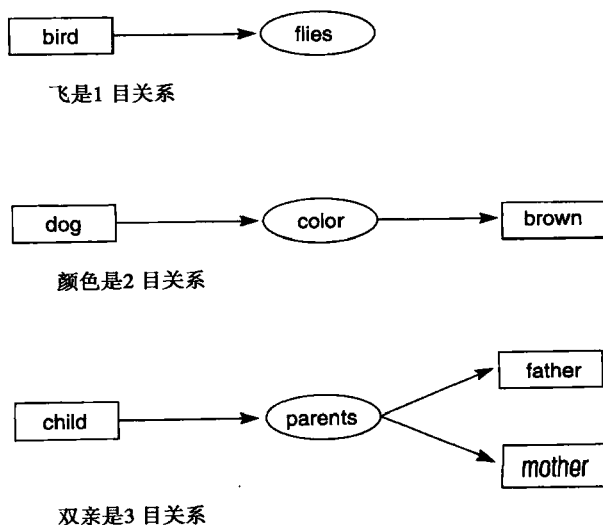 bird flies
飞是1 目关系
dog color brown
颜色是2 目关系
father
child parents
mother
双亲是3 目关系